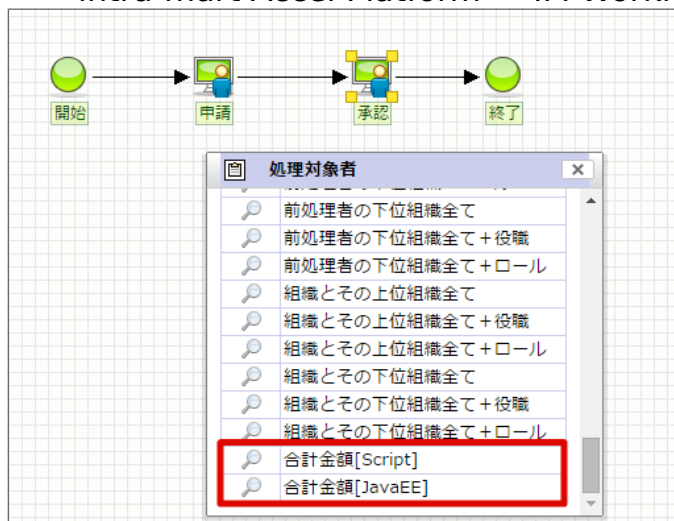 開始
申請
承認
終了
処理対象者
前処理者の下位組織全て
前処理者の下位組織全て＋役職
前処理者の下位組織全て＋ロール
組織とその上位組織全て
組織とその上位組織全て＋役職
組織とその上位組織全て＋ロール
組織とその下位組織全て
組織とその下位組織全て＋役職
組織とその下位組織全て＋ロール
合計金額[Script]
合計金額[JavaEE]